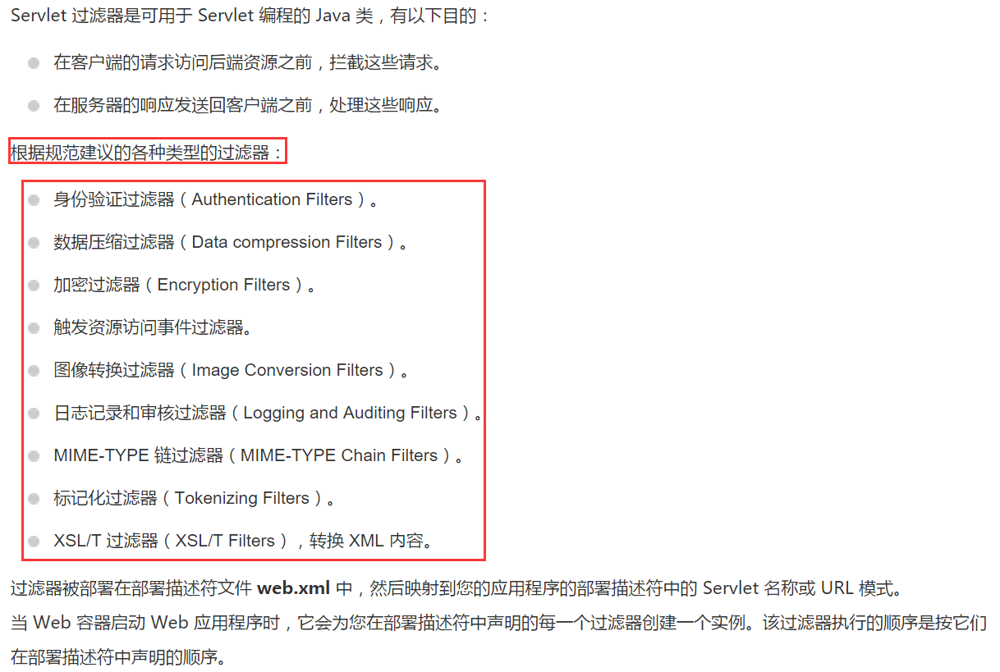 Servlet 过滤器是可用于 Servlet 编程的 Java 类，有以下目的：
在客户端的请求访问后端资源之前，拦截这些请求。
在服务器的响应发送回客户端之前，处理这些响应。
根据规范建议的各种类型的过滤器：
身份验证过滤器（Authentication Filters）。
数据压缩过滤器（Data compression Filters）。
加密过滤器（Encryption Filters）。
触发资源访问事件过滤器。
图像转换过滤器（Image Conversion Filters）。
日志记录和审核过滤器（Logging and Auditing Filters）。
MIME-TYPE 链过滤器（MIME-TYPE Chain Filters）。
标记化过滤器（Tokenizing Filters）。
XSL/T 过滤器（XSL/T Filters），转换 XML 内容。
过滤器被部署在部署描述符文件 web.xml 中，然后映射到您的应用程序的部署描述符中的 Servlet 名称或 URL 模式。
当 Web 容器启动 Web 应用程序时，它会为您在部署描述符中声明的每一个过滤器创建一个实例。该过滤器执行的顺序是按它们
在部署描述符中声明的顺序。